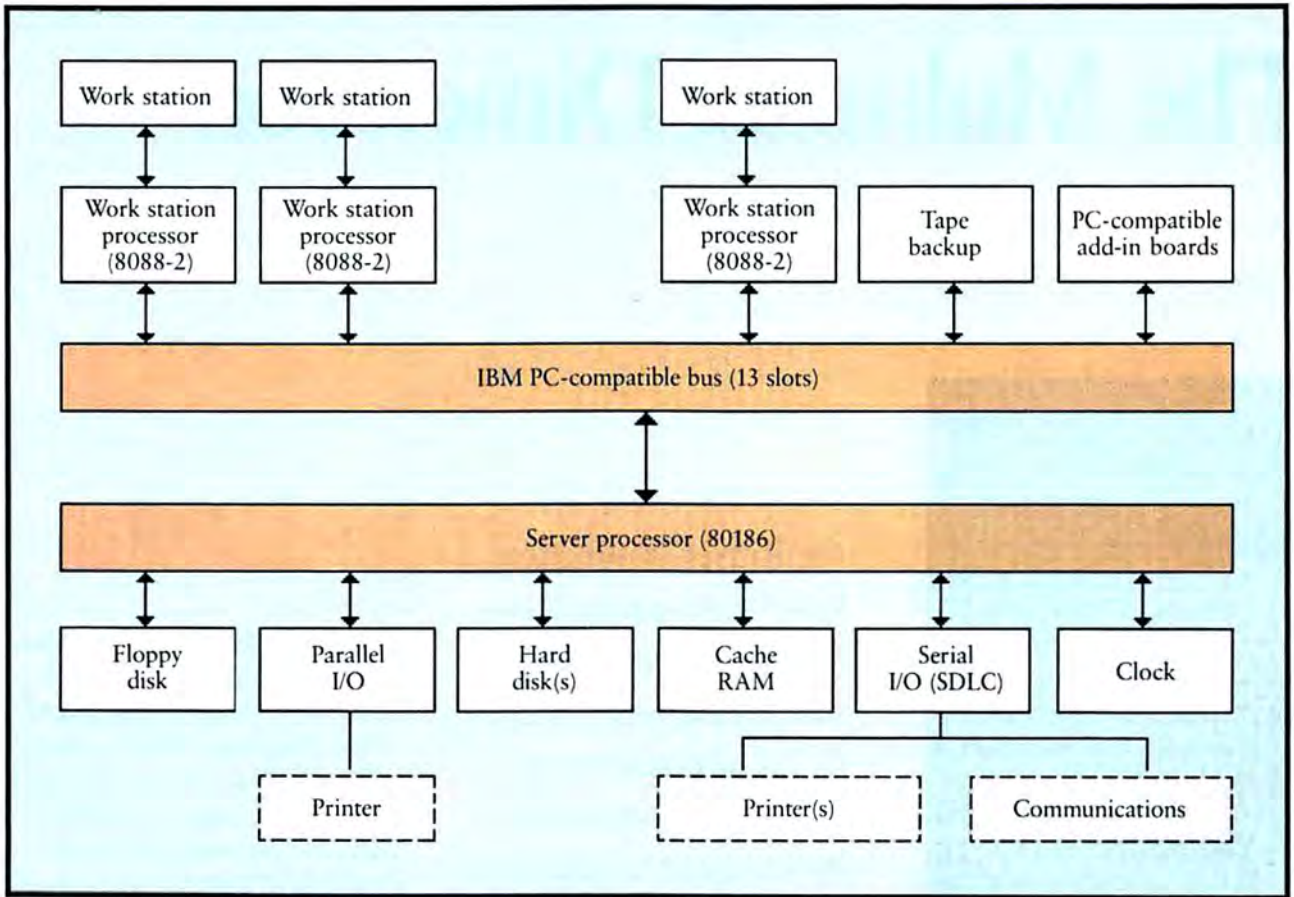 Work station
Work station
Work station
Work station
processor
(8088-2)
Work station
processor
(8088-2)
Work station
processor
(8088-2)
Tape
backup
PC-compatible
add-in boards
IBM PC-compatible bus (13 slots)
Server processor (80186)
Floppy
disk
Parallel
I/O
Hard
disk(s)
Cache
RAM
Serial
I/O (SDLC)
Clock
Printer
Printer(s)
Communications